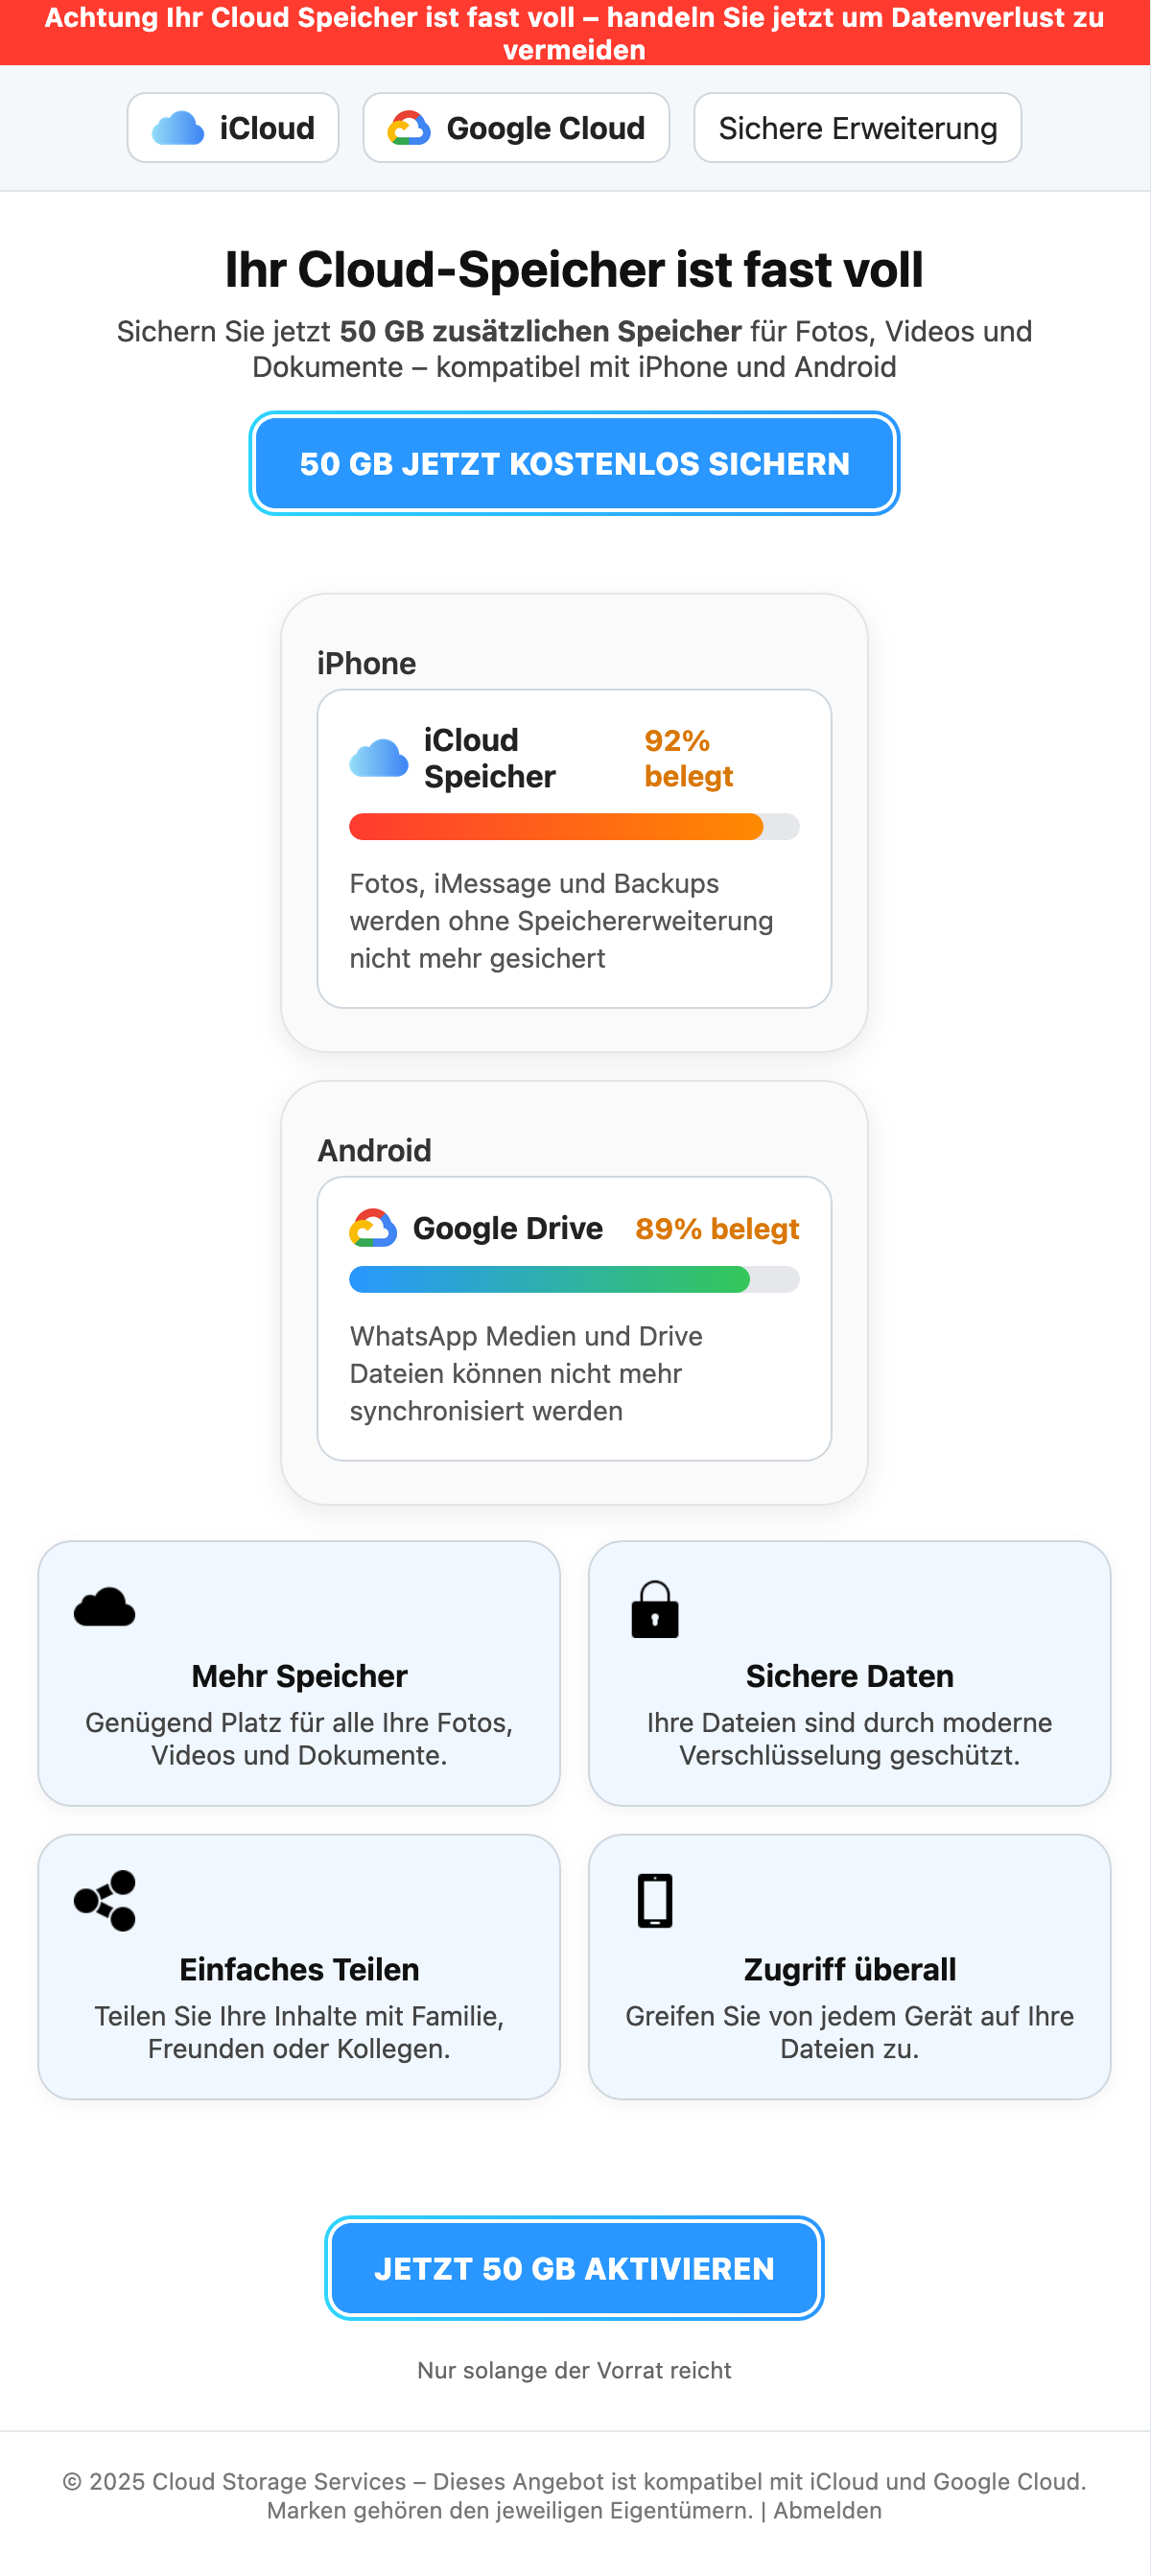 Achtung Ihr Cloud Speicher ist fast voll – handeln Sie jetzt um Datenverlust zu
vermeiden
iCloud
Google Cloud
Sichere Erweiterung
Ihr Cloud-Speicher ist fast voll
Sichern Sie jetzt 50 GB zusätzlichen Speicher für Fotos, Videos und
Dokumente – kompatibel mit iPhone und Android
50 GB JETZT KOSTENLOS SICHERN
iPhone
iCloud
Speicher
92%
belegt
Fotos, iMessage und Backups
werden ohne Speichererweiterung
nicht mehr gesichert
Android
Google Drive
89% belegt
WhatsApp Medien und Drive
Dateien können nicht mehr
synchronisiert werden
Mehr Speicher
Genügend Platz für alle Ihre Fotos,
Videos und Dokumente.
Sichere Daten
Ihre Dateien sind durch moderne
Verschlüsselung geschützt.
Einfaches Teilen
Teilen Sie Ihre Inhalte mit Familie,
Freunden oder Kollegen.
Zugriff überall
Greifen Sie von jedem Gerät auf Ihre
Dateien zu.
JETZT 50 GB AKTIVIEREN
Nur solange der Vorrat reicht
© 2025 Cloud Storage Services – Dieses Angebot ist kompatibel mit iCloud und Google Cloud.
Marken gehören den jeweiligen Eigentümern. | Abmelden